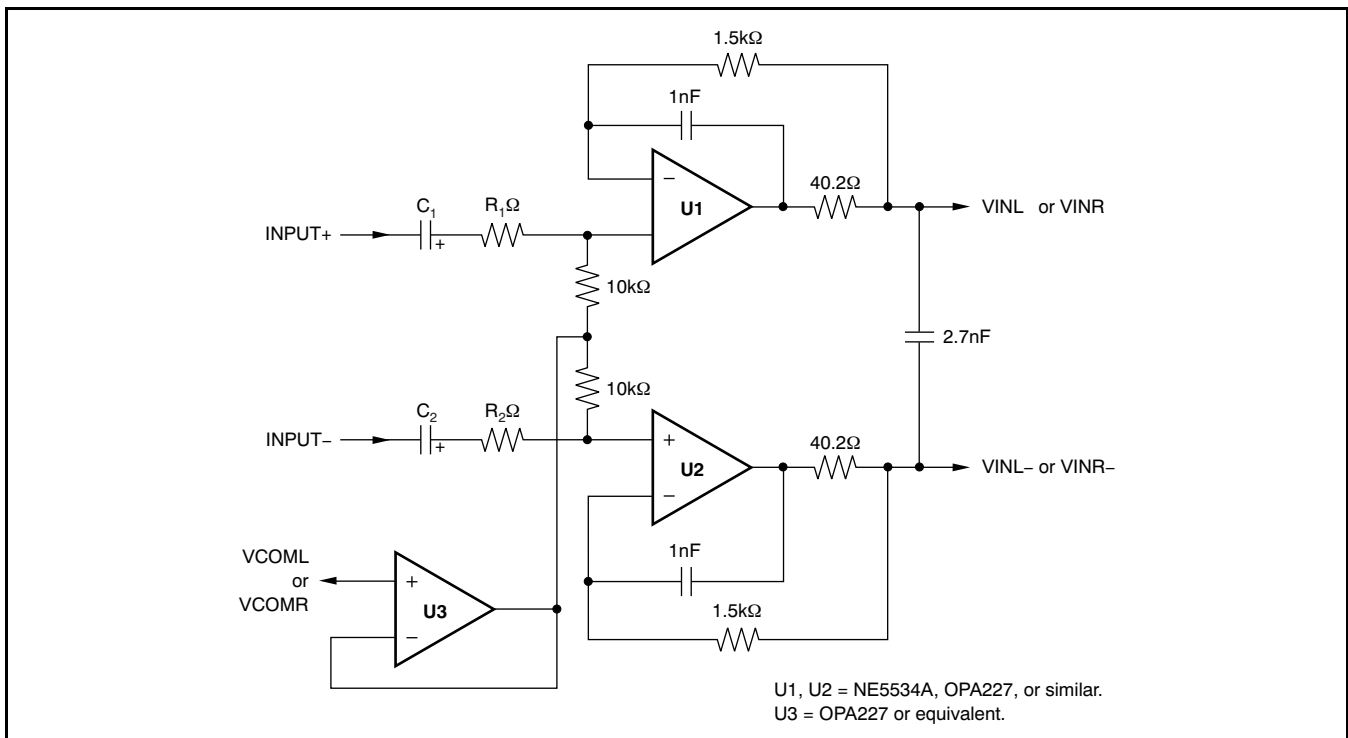 1.5kΩ
1nF
−
U1
40.2Ω
VINL or VINR
C1
+
R1Ω
INPUT+
10kΩ
2.7nF
10kΩ
C2
+
R2Ω
INPUT−
+
U2
−
40.2Ω
VINL− or VINR−
1nF
VCOML
or
VCOMR
+
U3
−
1.5kΩ
U1, U2 = NE5534A, OPA227, or similar.
U3 = OPA227 or equivalent.